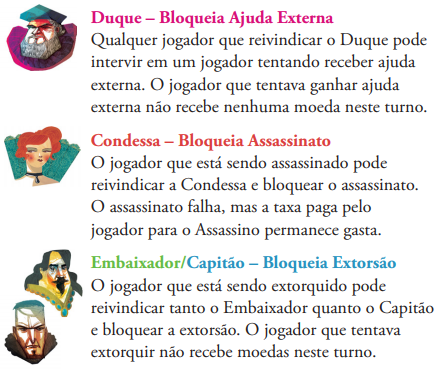 Duque – Bloqueia Ajuda Externa
Qualquer jogador que reivindicar o Duque pode
intervir em um jogador tentando receber ajuda
externa. O jogador que tentava ganhar ajuda
externa não recebe nenhuma moeda neste turno.
Condessa – Bloqueia Assassinato
O jogador que está sendo assassinado pode
reivindicar a Condessa e bloquear o assassinato.
O assassinato falha, mas a taxa paga pelo
jogador para o Assassino permanece gasta.
Embaixador/Capitão – Bloqueia Extorsão
O jogador que está sendo extorquido pode
reivindicar tanto o Embaixador quanto o Capitão
e bloquear a extorsão. O jogador que tentava
extorquir não recebe moedas neste turno.